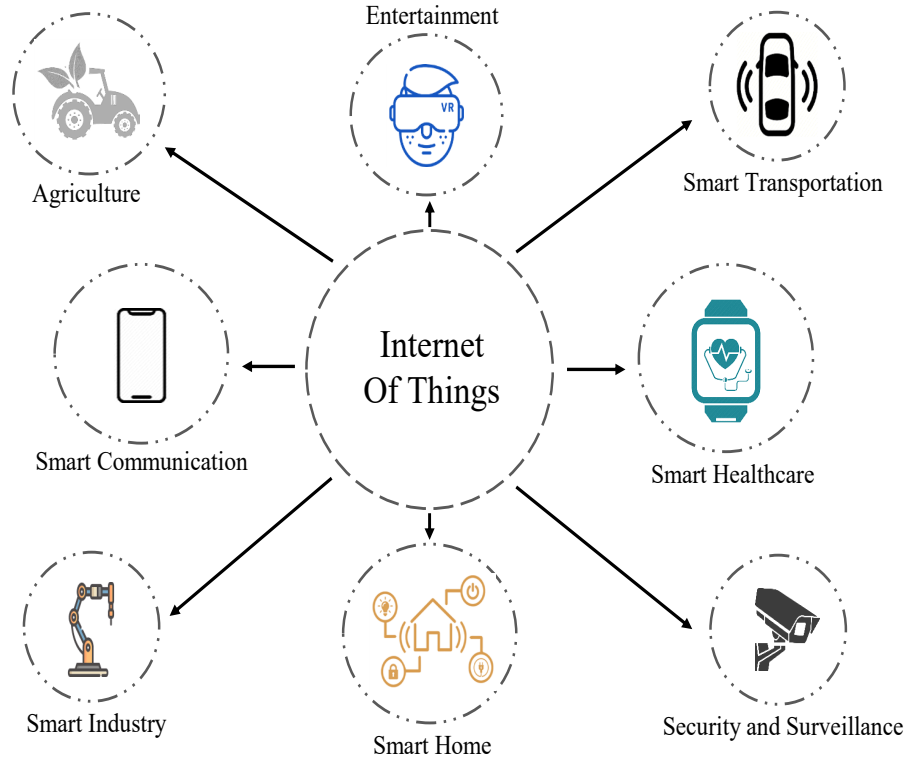 Entertainment
VR
Agriculture
Smart Transportation
Internet
Of Things
Smart Communication
Smart Healthcare
Smart Industry
Smart Home
Security and Surveillance